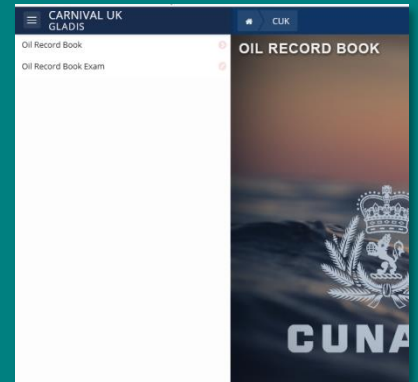 CARNIVAL UK
GLADIS
CUK
Oil Record Book
Oil Record Book Exam
OIL RECORD BOOK
CUNA